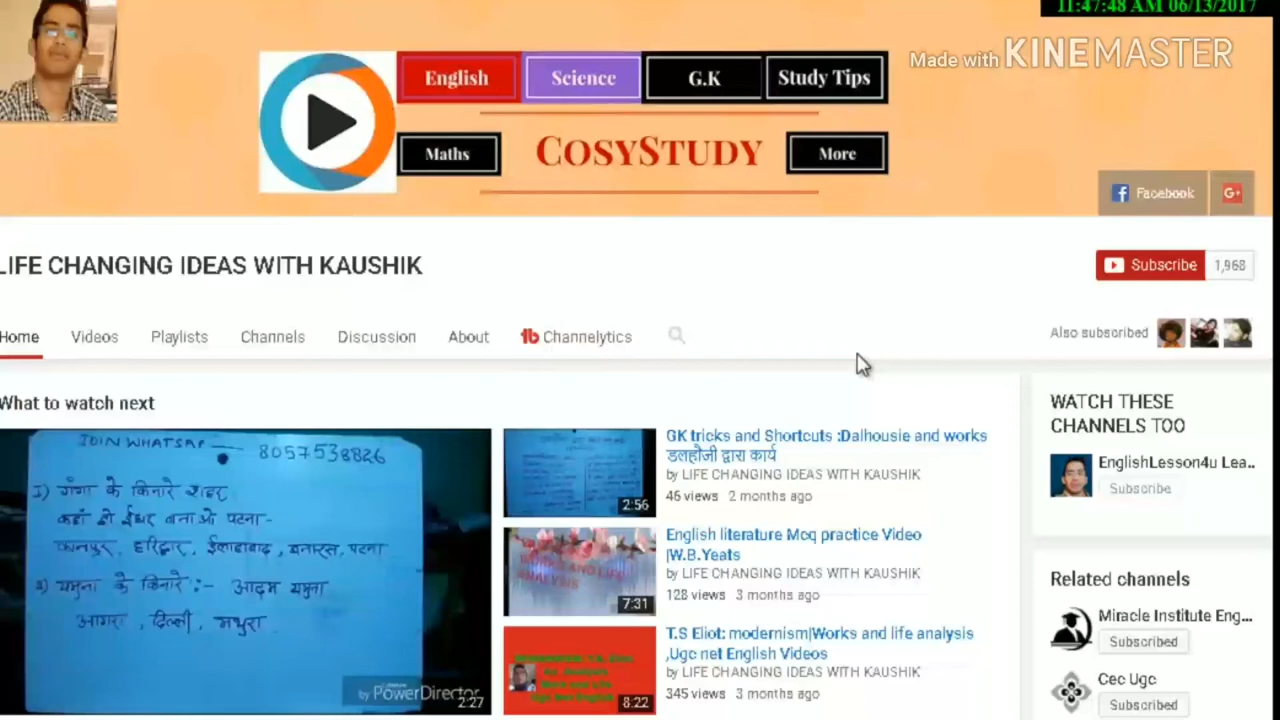 11:47:48 AM 06/13/2017
Made with KINEMASTER
English
Science
G.K
Study Tips
Maths
COSYSTUDY
More
Facebook
G+
LIFE CHANGING IDEAS WITH KAUSHIK
Subscribe 1,968
Home Videos Playlists Channels Discussion About Channelytics
Also subscribed
What to watch next
JOIN WHATSAP — 8057538826
1) गंगा के किनारे शहर
कहाँ हो ईधर बनाओ पटना-
कानपुर, हरिद्वार, ईलाहाबाद, बनारस, पटना
2) यमुना के किनारे :- आदम यमुना
आगरा, दिल्ली, मथुरा
by PowerDirector
2:27
GK tricks and Shortcuts :Dalhousie and works
डलहौजी द्वारा कार्य
by LIFE CHANGING IDEAS WITH KAUSHIK
46 views 2 months ago
2:56
English literature Mcq practice Video
|W.B.Yeats
by LIFE CHANGING IDEAS WITH KAUSHIK
128 views 3 months ago
WORKS AND LIFE
ANALYSIS
7:31
T.S Eliot: modernism|Works and life analysis
,Ugc net English Videos
by LIFE CHANGING IDEAS WITH KAUSHIK
345 views 3 months ago
8:22
WATCH THESE
CHANNELS TOO
EnglishLesson4u Lea..
Subscribe
Related channels
Miracle Institute Eng...
Subscribed
Cec Ugc
Subscribed